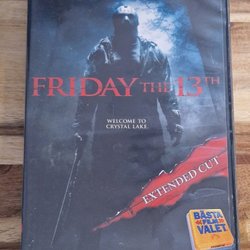 FRIDAY THE 13TH
WELCOME TO
CRYSTAL LAKE.
EXTENDED CUT
BÄSTA
FILM
VALET